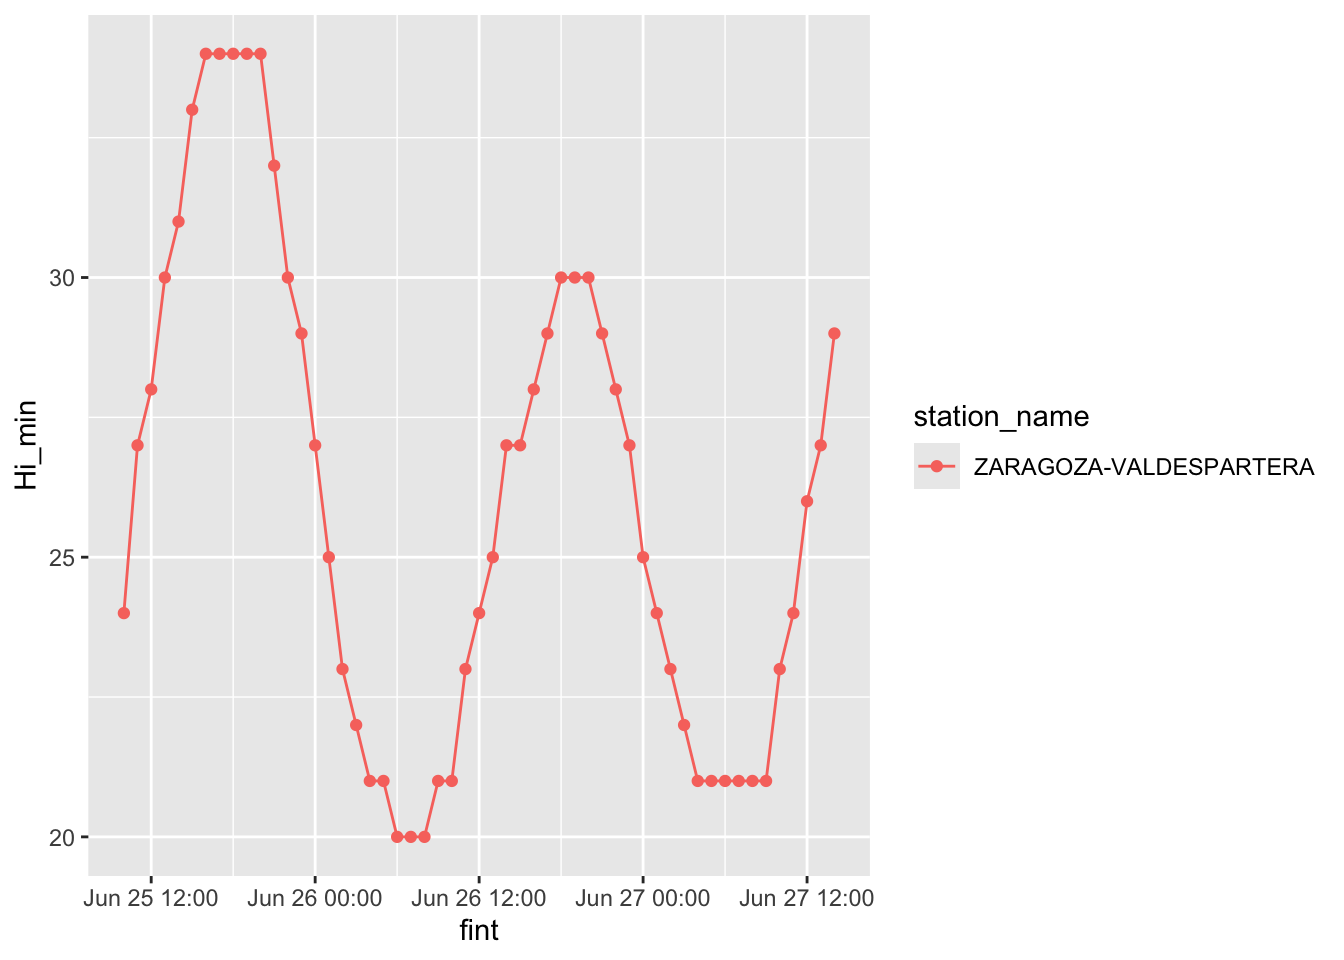 Hi_min
30
25
20
Jun 25 12:00
Jun 26 00:00
Jun 26 12:00
Jun 27 00:00
Jun 27 12:00
fint
station_name
ZARAGOZA-VALDESPARTERA